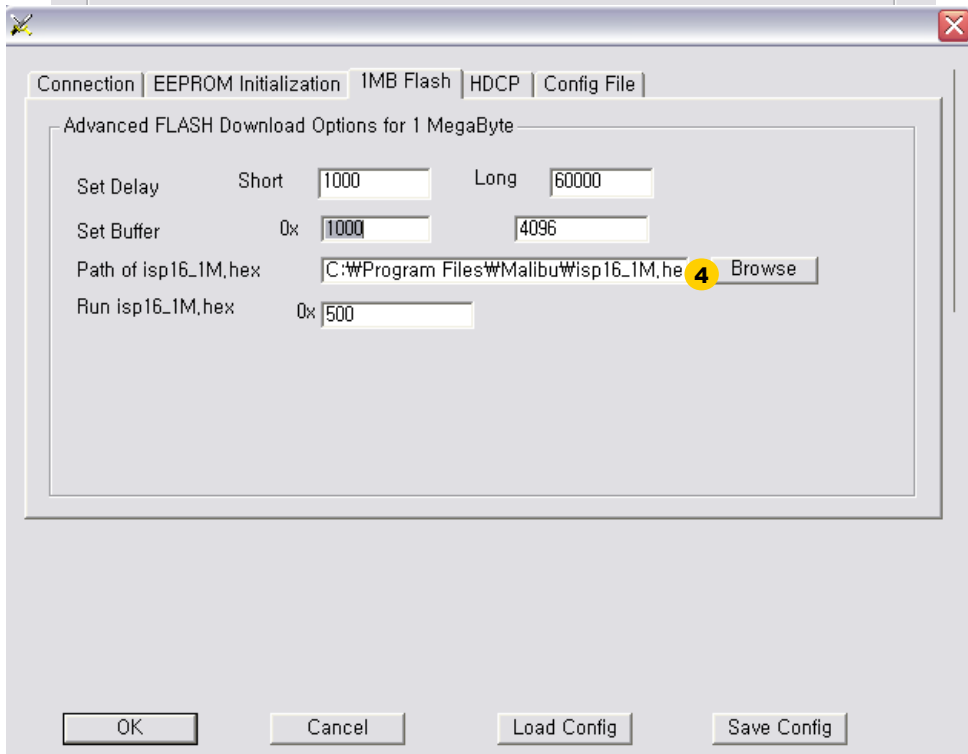 Connection EEPROM Initialization 1MB Flash HDCP Config File
Advanced FLASH Download Options for 1 MegaByte
Set Delay Short 1000 Long 60000
Set Buffer 0x 1000 4096
Path of isp16_1M.hex C:₩Program Files₩Malibu₩isp16_1M.he 4 Browse
Run isp16_1M.hex 0x 500
OK Cancel Load Config Save Config